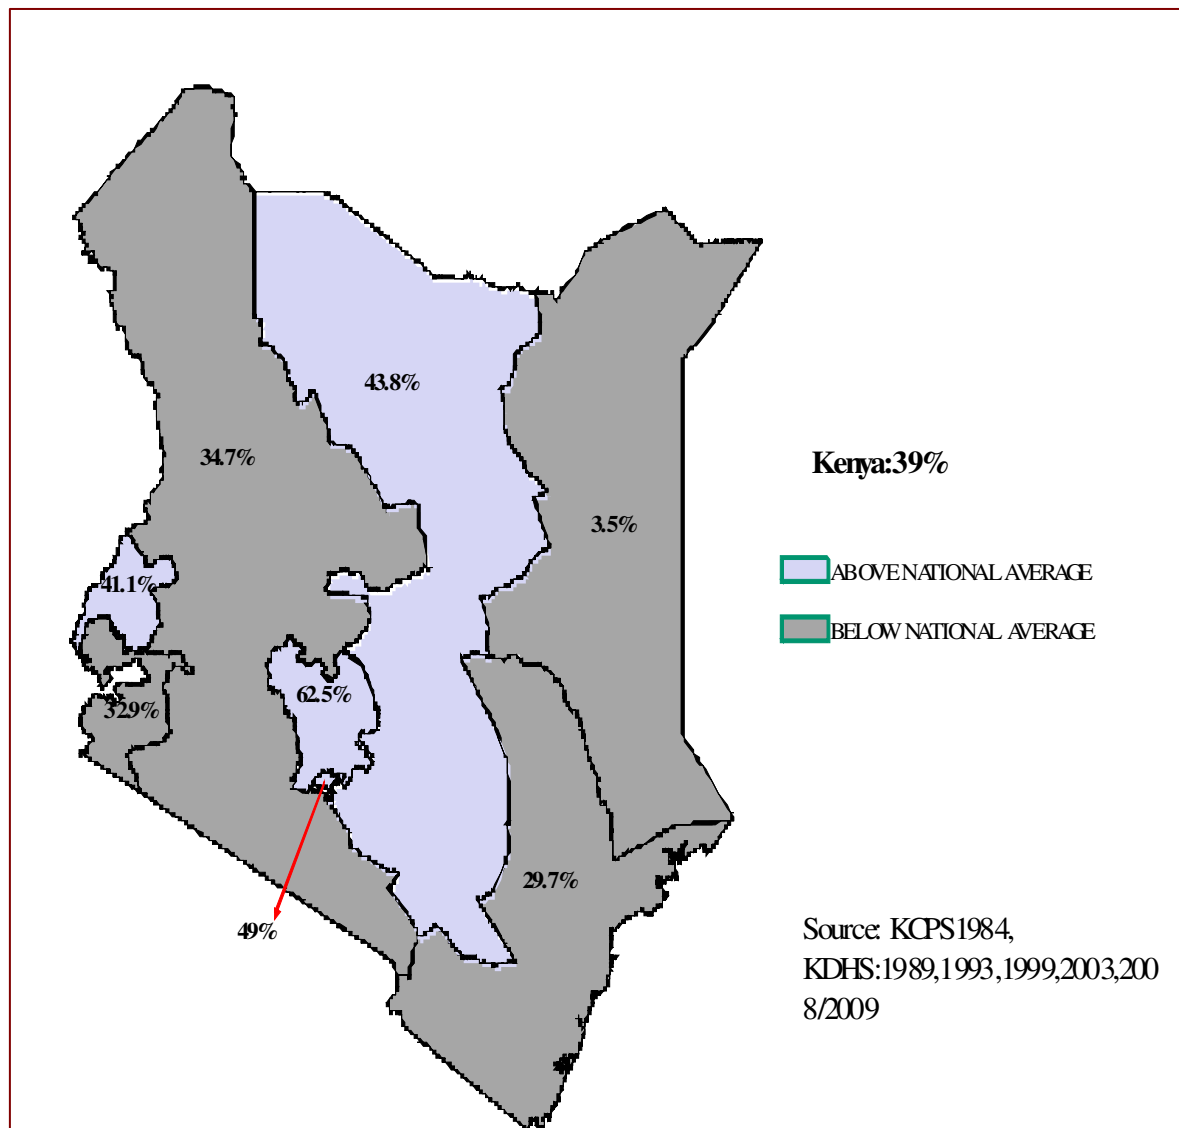 43.8%
34.7%
Kenya:39%
3.5%
ABOVE NATIONAL AVERAGE
41.1%
BELOW NATIONAL AVERAGE
62.5%
32.9%
29.7%
49%
Source: KCPS1984,
KDHS:1989,1993,1999,2003,200
8/2009